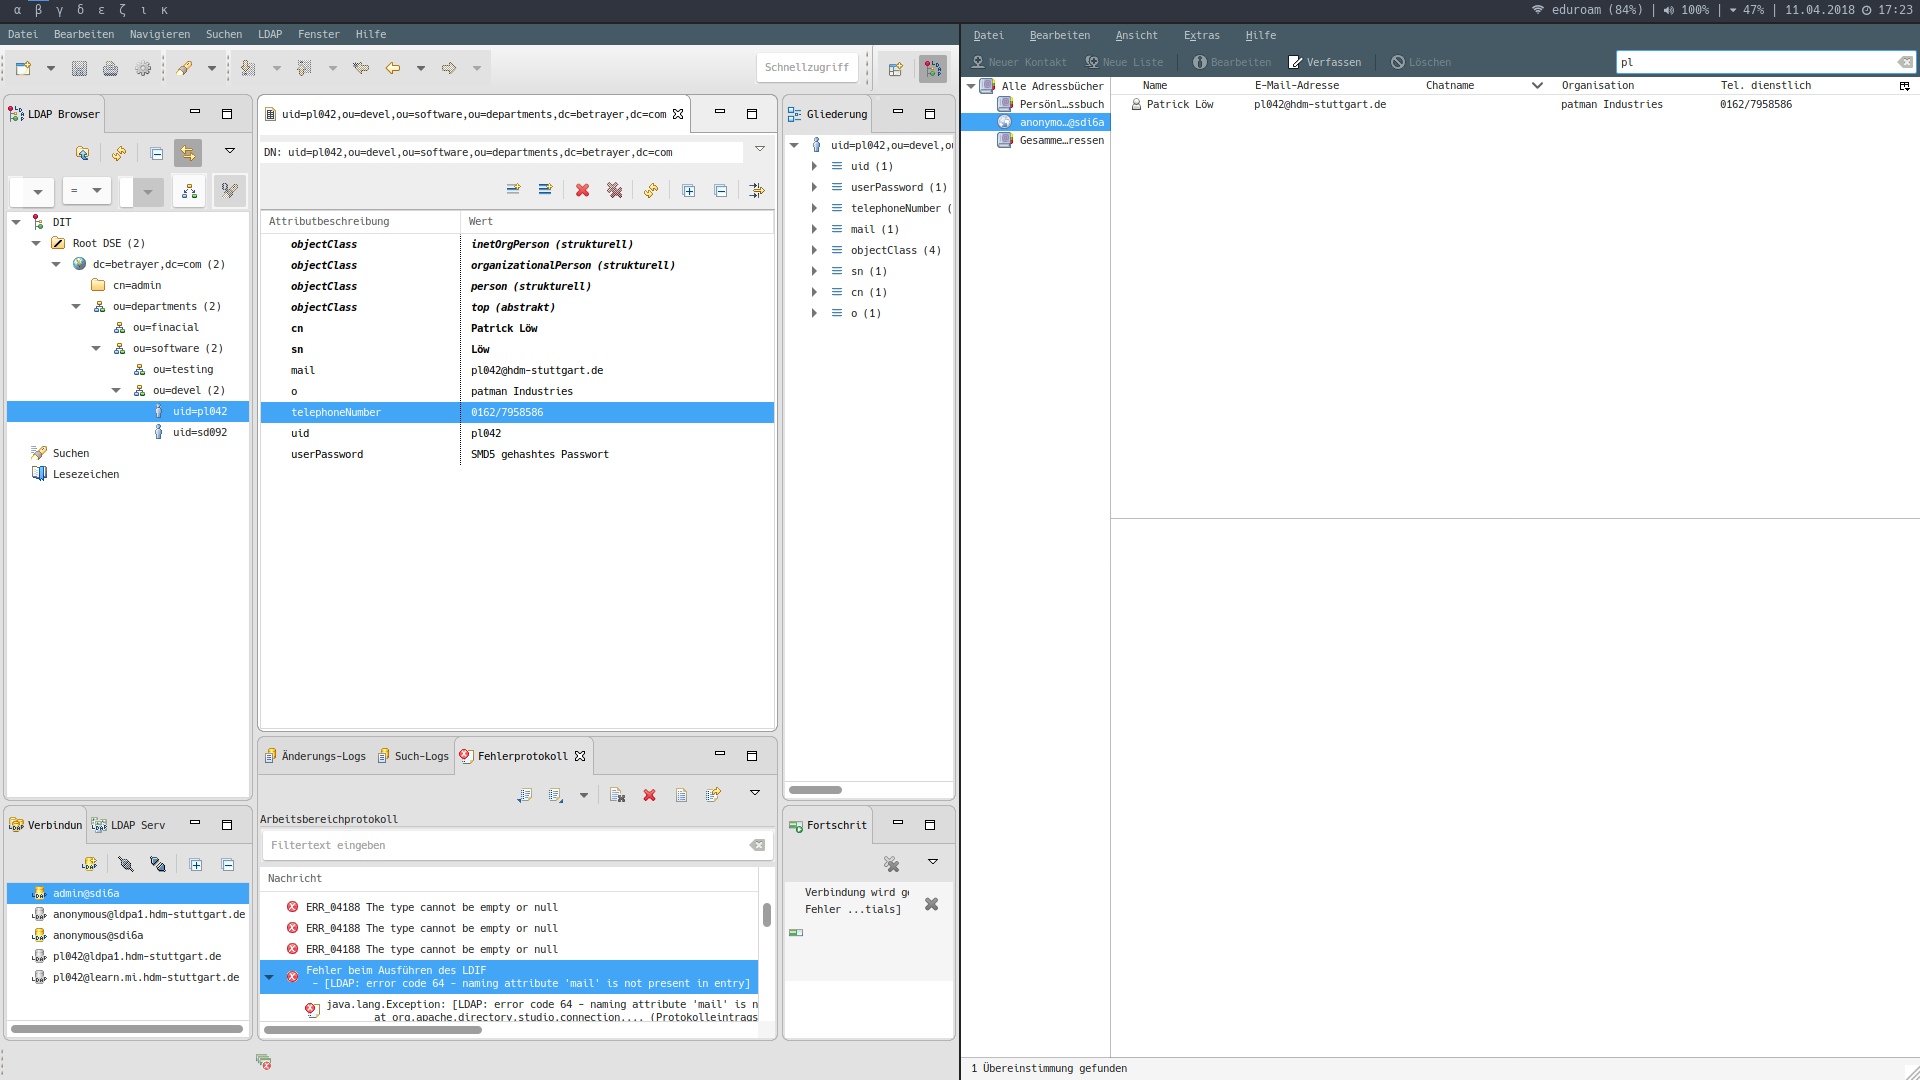 α β γ δ ε ζ ι κ
eduroam (84%) | 100% | 47% | 11.04.2018 17:23
Datei Bearbeiten Navigieren Suchen LDAP Fenster Hilfe
Schnellzugriff
LDAP Browser
=
DIT
Root DSE (2)
dc=betrayer,dc=com (2)
cn=admin
ou=departments (2)
ou=finacial
ou=software (2)
ou=testing
ou=devel (2)
uid=pl042
uid=sd092
Suchen
Lesezeichen
uid=pl042,ou=devel,ou=software,ou=departments,dc=betrayer,dc=com
DN: uid=pl042,ou=devel,ou=software,ou=departments,dc=betrayer,dc=com
Attributbeschreibung Wert
objectClass inetOrgPerson (strukturell)
objectClass organizationalPerson (strukturell)
objectClass person (strukturell)
objectClass top (abstrakt)
cn Patrick Löw
sn Löw
mail pl042@hdm-stuttgart.de
o patman Industries
telephoneNumber 0162/7958586
uid pl042
userPassword SMD5 gehashtes Passwort
Gliederung
uid=pl042,ou=devel,ou
uid (1)
userPassword (1)
telephoneNumber (
mail (1)
objectClass (4)
sn (1)
cn (1)
o (1)
Verbindun LDAP Serv
admin@sdi6a
anonymous@ldpa1.hdm-stuttgart.de
anonymous@sdi6a
pl042@ldpa1.hdm-stuttgart.de
pl042@learn.mi.hdm-stuttgart.de
Änderungs-Logs Such-Logs Fehlerprotokoll
Arbeitsbereichprotokoll
Filtertext eingeben
Nachricht
ERR_04188 The type cannot be empty or null
ERR_04188 The type cannot be empty or null
ERR_04188 The type cannot be empty or null
Fehler beim Ausführen des LDIF
- [LDAP: error code 64 - naming attribute 'mail' is not present in entry]
java.lang.Exception: [LDAP: error code 64 - naming attribute 'mail' is n
at org.apache.directory.studio.connection.... (Protokolleintrags
Fortschrit
Verbindung wird ge
Fehler ...tials]
Datei Bearbeiten Ansicht Extras Hilfe
Neuer Kontakt Neue Liste Bearbeiten Verfassen Löschen
pl
Alle Adressbücher
Persönl…ssbuch
anonymo…@sdi6a
Gesamme…ressen
Name E-Mail-Adresse Chatname Organisation Tel. dienstlich
Patrick Löw pl042@hdm-stuttgart.de patman Industries 0162/7958586
1 Übereinstimmung gefunden